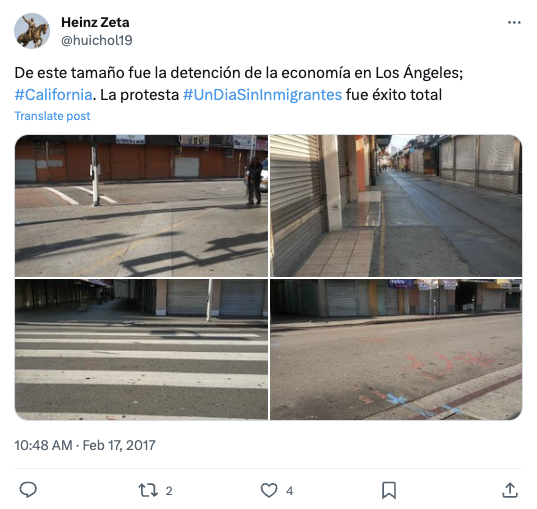 Heinz Zeta
@huichol19
De este tamaño fue la detención de la economía en Los Ángeles;
#California. La protesta #UnDiaSinInmigrantes fue éxito total
Translate post
10:48 AM · Feb 17, 2017
2
4